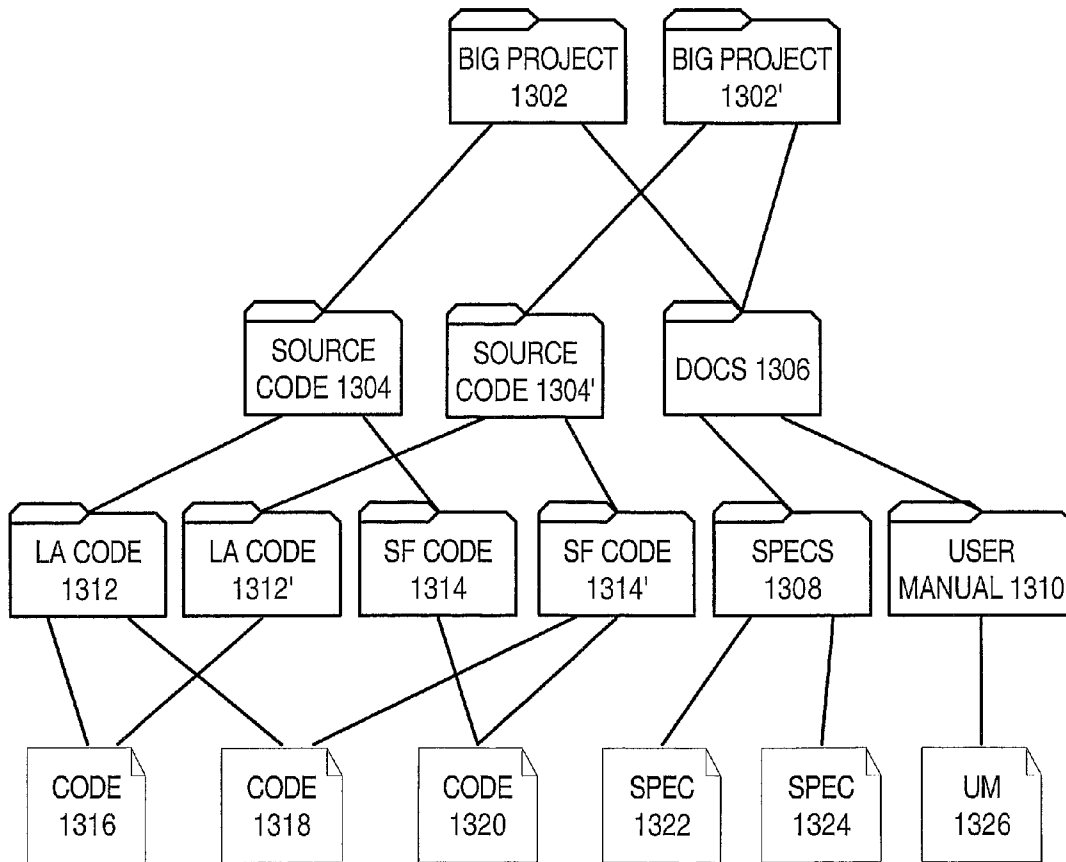 BIG PROJECT
1302
BIG PROJECT
1302'
SOURCE
CODE 1304
SOURCE
CODE 1304'
DOCS 1306
LA CODE
1312
LA CODE
1312'
SF CODE
1314
SF CODE
1314'
SPECS
1308
USER
MANUAL 1310
CODE
1316
CODE
1318
CODE
1320
SPEC
1322
SPEC
1324
UM
1326